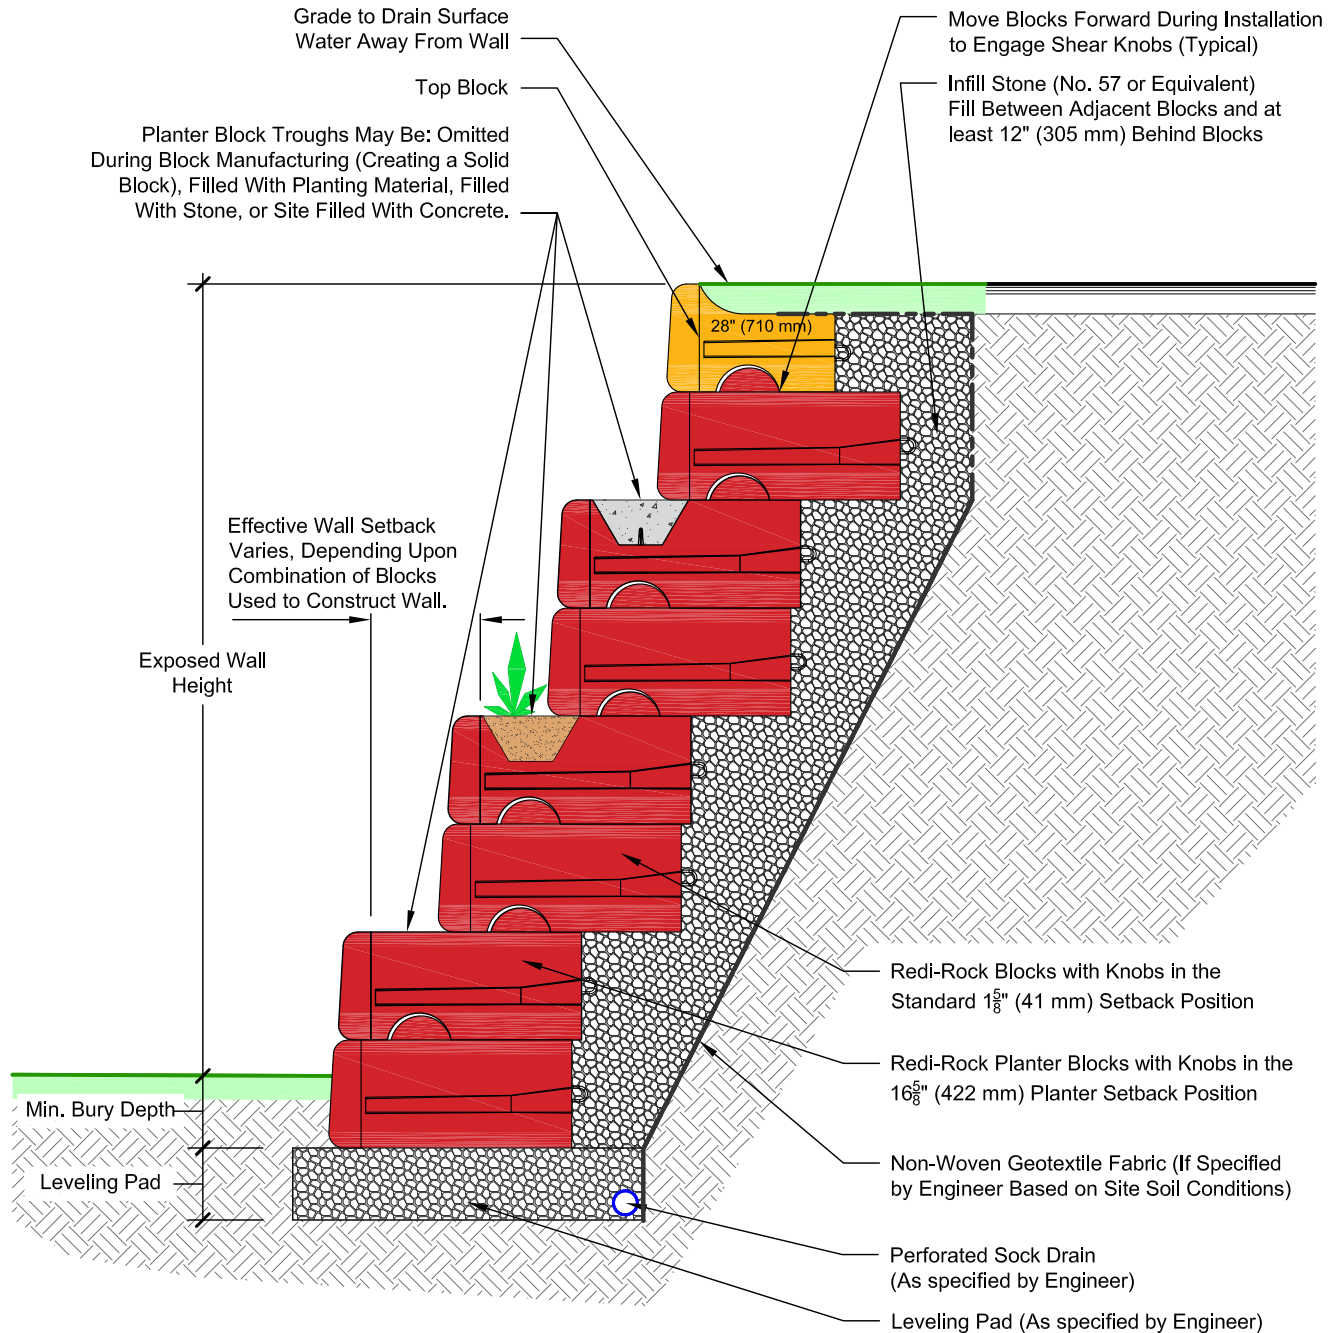 Grade to Drain Surface
Water Away From Wall
Top Block
Planter Block Troughs May Be: Omitted
During Block Manufacturing (Creating a Solid
Block), Filled With Planting Material, Filled
With Stone, or Site Filled With Concrete.
Move Blocks Forward During Installation
to Engage Shear Knobs (Typical)
Infill Stone (No. 57 or Equivalent)
Fill Between Adjacent Blocks and at
least 12" (305 mm) Behind Blocks
28" (710 mm)
Effective Wall Setback
Varies, Depending Upon
Combination of Blocks
Used to Construct Wall.
Exposed Wall
Height
Min. Bury Depth
Leveling Pad
Redi-Rock Blocks with Knobs in the
Standard 1⅝" (41 mm) Setback Position
Redi-Rock Planter Blocks with Knobs in the
16⅝" (422 mm) Planter Setback Position
Non-Woven Geotextile Fabric (If Specified
by Engineer Based on Site Soil Conditions)
Perforated Sock Drain
(As specified by Engineer)
Leveling Pad (As specified by Engineer)